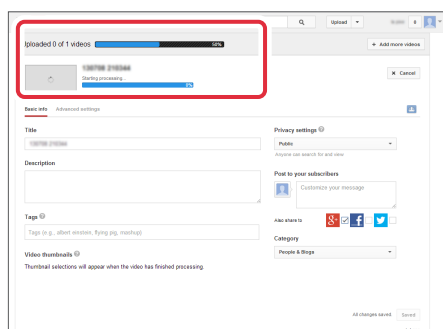 Upload
0
Uploaded 0 of 1 videos
50%
+ Add more videos
Starting processing...
× Cancel
Basic info Advanced settings
Title
Privacy settings
Public
Anyone can search for and view
Description
Post to your subscribers
Customize your message
Also share to
Tags
Tags (e.g., albert einstein, flying pig, mashup)
Category
People & Blogs
Video thumbnails
Thumbnail selections will appear when the video has finished processing.
All changes saved.
Saved